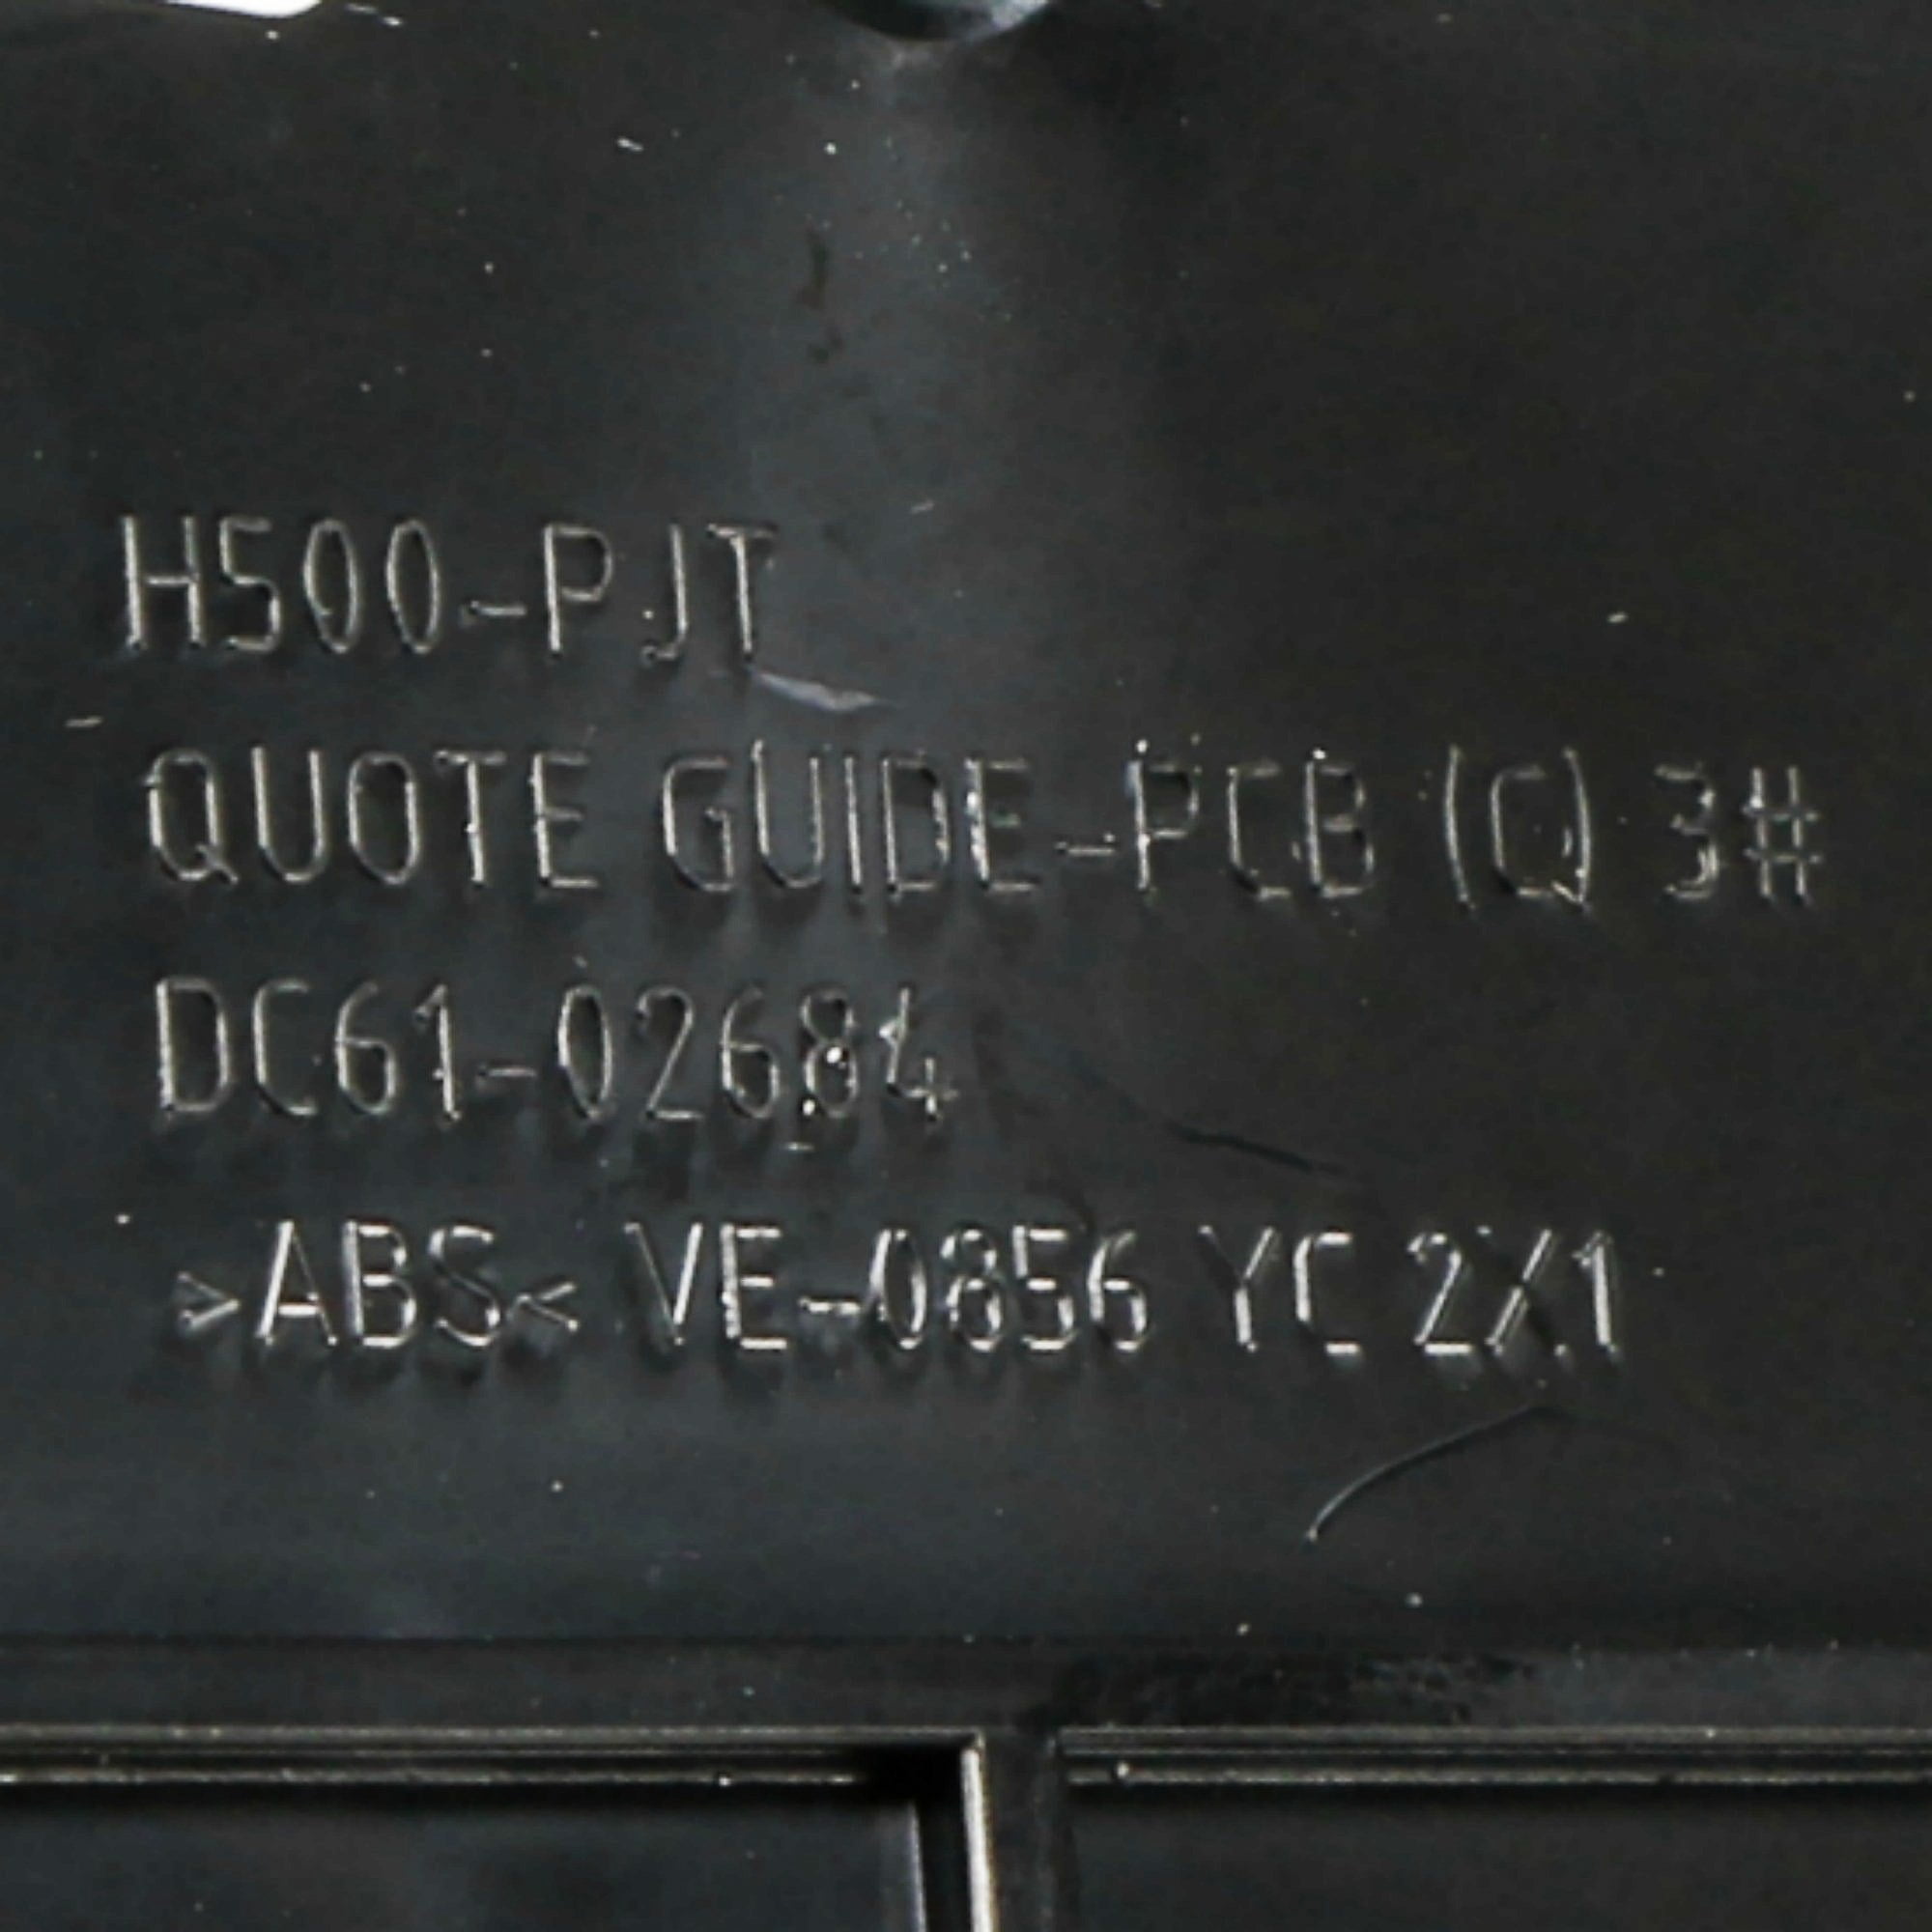 H500-PJT
QUOTE GUIDE-PCB (Q) 3#
DC61-02684
>ABS< VE-0856 YC 2X1